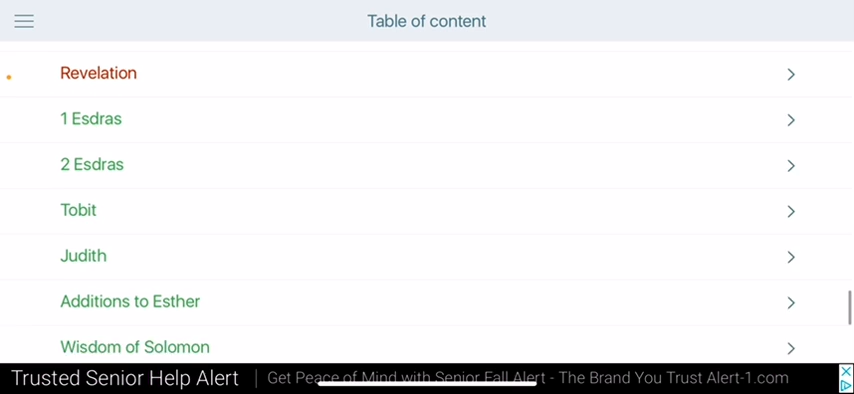 Table of content
Revelation
1 Esdras
2 Esdras
Tobit
Judith
Additions to Esther
Wisdom of Solomon
Trusted Senior Help Alert | Get Peace of Mind with Senior Fall Alert - The Brand You Trust Alert-1.com